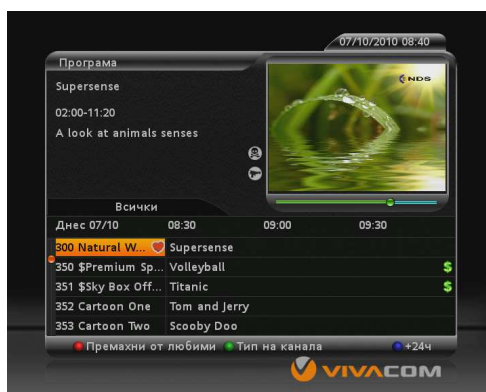 07/10/2010 08:40
Програма
Supersense
NDS
02:00-11:20
A look at animals senses
Всички
Днес 07/10 08:30 09:00 09:30
300 Natural W... Supersense
350 $Premium Sp... Volleyball $
351 $Sky Box Off... Titanic $
352 Cartoon One Tom and Jerry
353 Cartoon Two Scooby Doo
Премахни от любими Тип на канала +24ч
VIVACOM